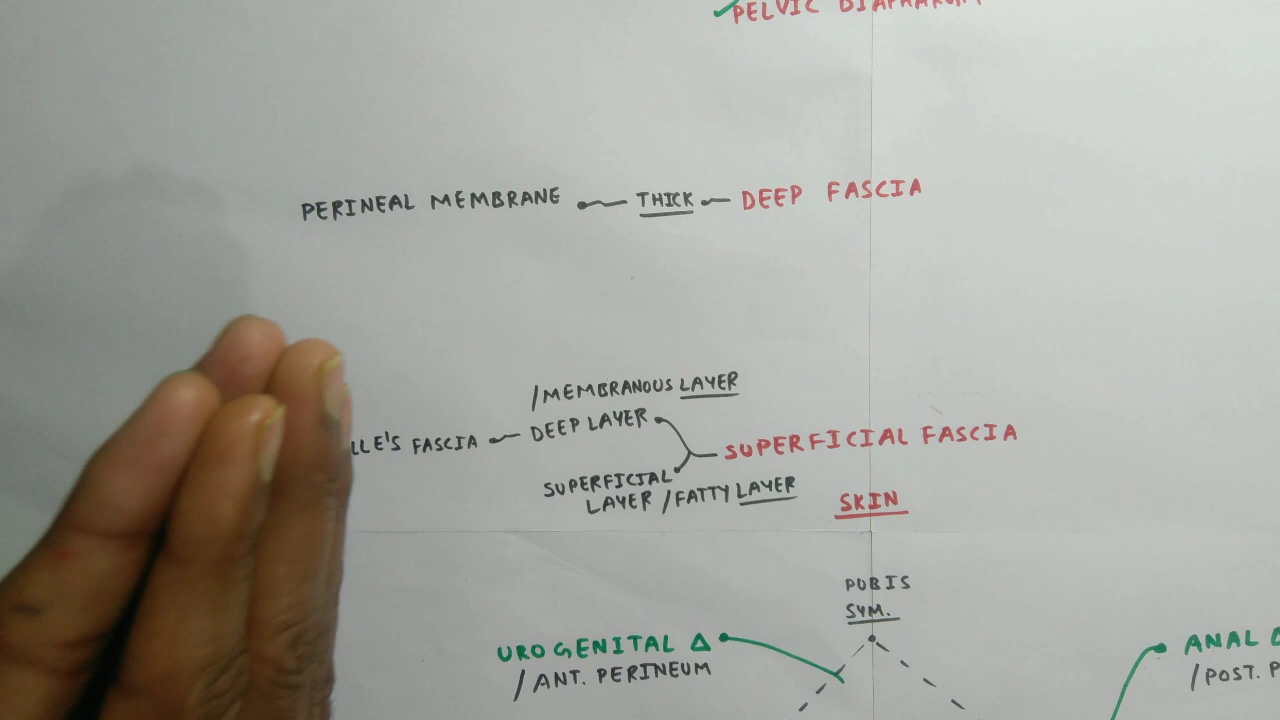 PELVIC
PERINEAL MEMBRANE THICK DEEP FASCIA
/MEMBRANOUS LAYER
LLE'S FASCIA DEEP LAYER
SUPERFICIAL FASCIA
SUPERFICIAL
LAYER /FATTY LAYER
SKIN
PUBIS
SYM.
UROGENITAL Δ
/ANT. PERINEUM
ANAL Δ
/POST. P